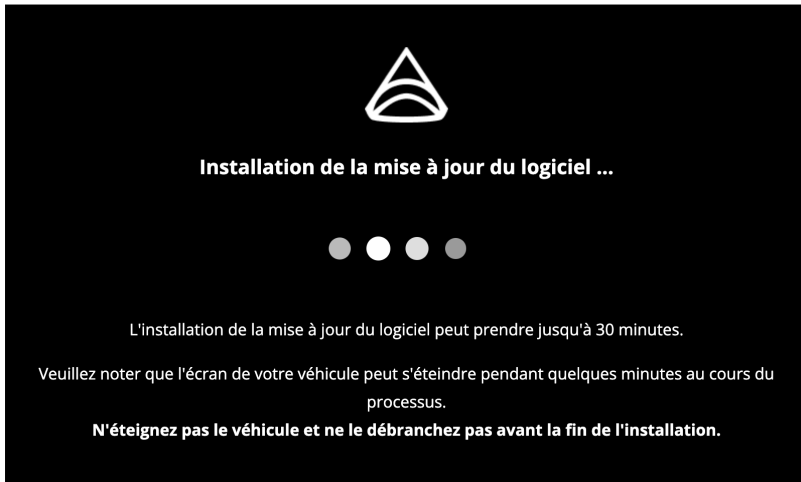 Installation de la mise à jour du logiciel ...
L'installation de la mise à jour du logiciel peut prendre jusqu'à 30 minutes.
Veuillez noter que l'écran de votre véhicule peut s'éteindre pendant quelques minutes au cours du
processus.
N'éteignez pas le véhicule et ne le débranchez pas avant la fin de l'installation.